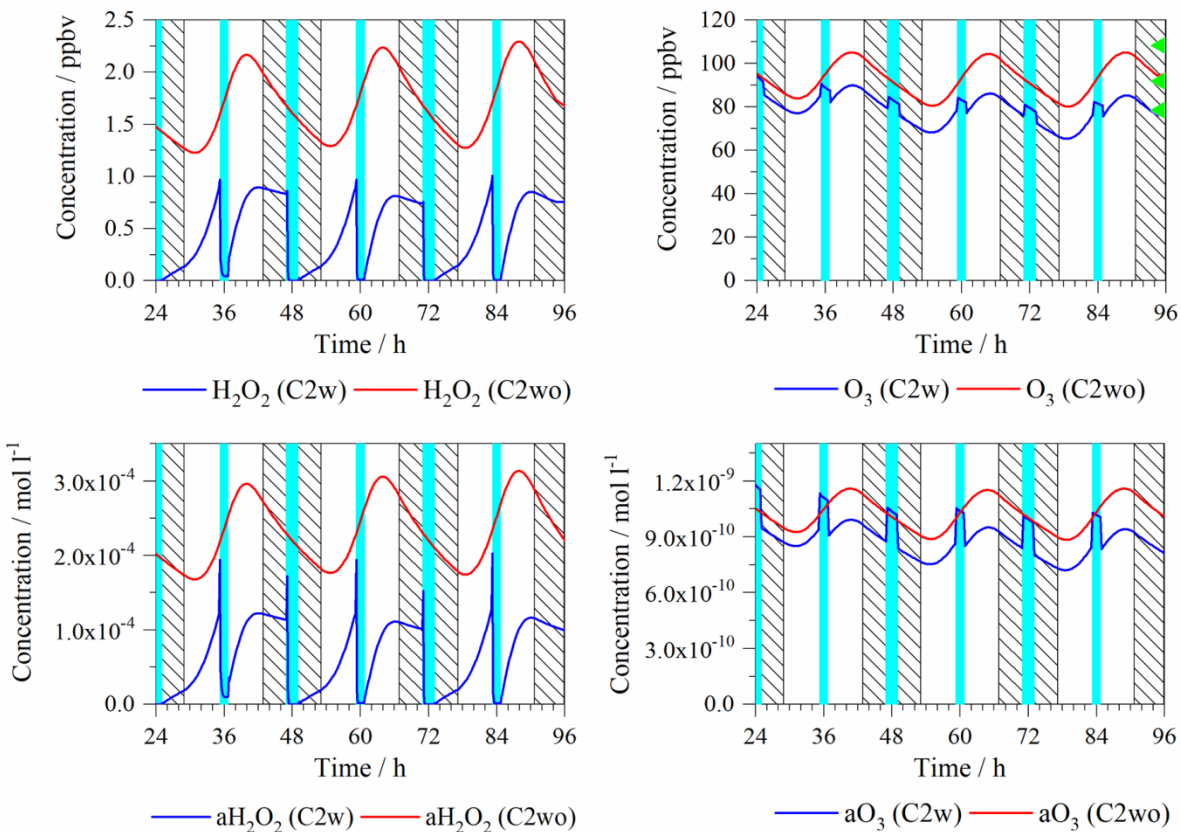 Concentration / ppbv
2.5
2.0
1.5
1.0
0.5
0.0
24 36 48 60 72 84 96
Time / h
H₂O₂ (C2w) H₂O₂ (C2wo)
Concentration / ppbv
120
100
80
60
40
20
0
24 36 48 60 72 84 96
Time / h
O₃ (C2w) O₃ (C2wo)
Concentration / mol l⁻¹
3.0x10⁻⁴
2.0x10⁻⁴
1.0x10⁻⁴
0.0
24 36 48 60 72 84 96
Time / h
aH₂O₂ (C2w) aH₂O₂ (C2wo)
Concentration / mol l⁻¹
1.2x10⁻⁹
9.0x10⁻¹⁰
6.0x10⁻¹⁰
3.0x10⁻¹⁰
0.0
24 36 48 60 72 84 96
Time / h
aO₃ (C2w) aO₃ (C2wo)